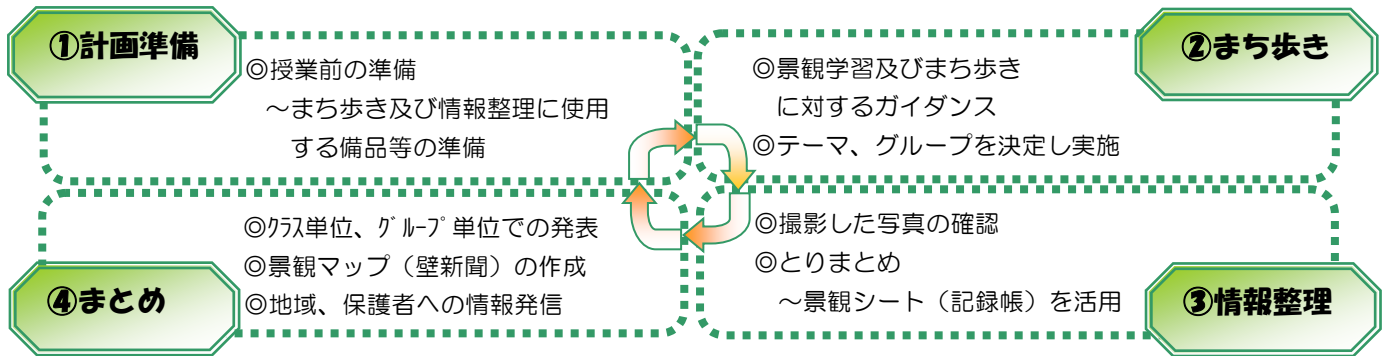 ①計画準備
◎授業前の準備
～まち歩き及び情報整理に使用
する備品等の準備
②まち歩き
◎景観学習及びまち歩き
に対するガイダンス
◎テーマ、グループを決定し実施
③情報整理
◎撮影した写真の確認
◎とりまとめ
～景観シート（記録帳）を活用
④まとめ
◎ｸﾗｽ単位、ｸﾞﾙｰﾌﾟ単位での発表
◎景観マップ（壁新聞）の作成
◎地域、保護者への情報発信